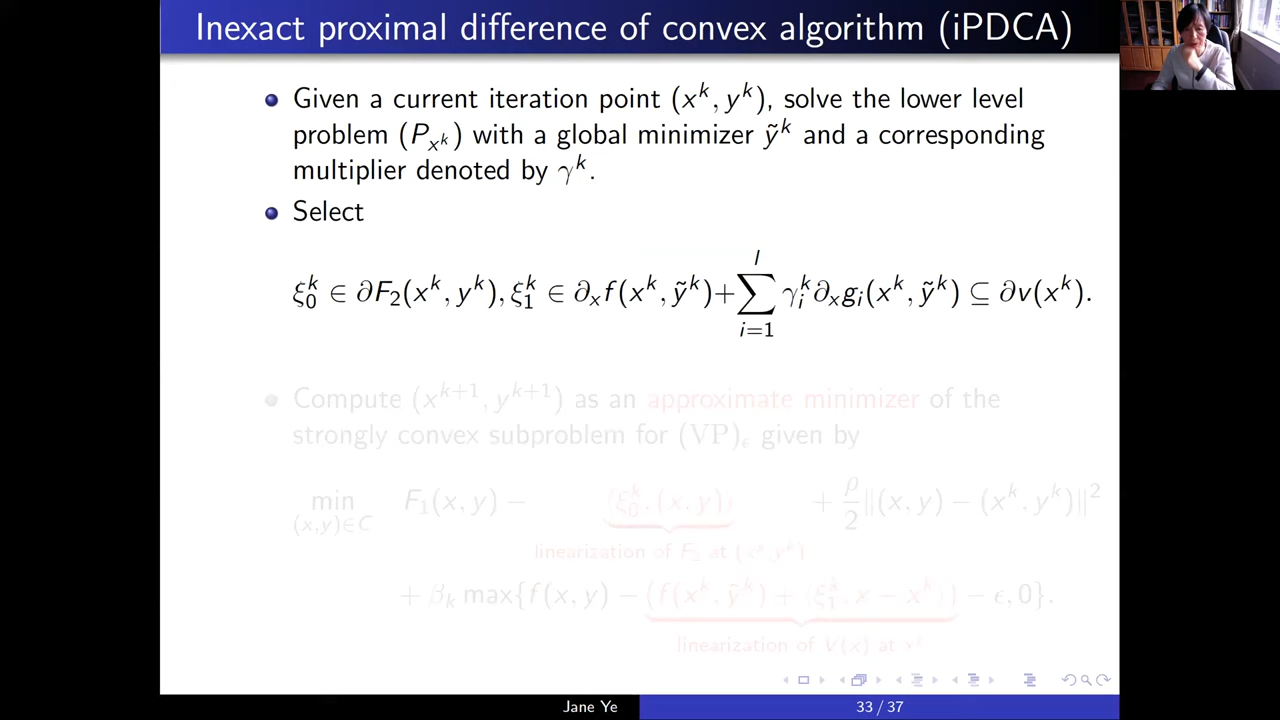 Inexact proximal difference of convex algorithm (iPDCA)
Given a current iteration point (x^k, y^k), solve the lower level
problem (P_{x^k}) with a global minimizer ỹ^k and a corresponding
multiplier denoted by γ^k.
Select
ξ_0^k ∈ ∂F_2(x^k, y^k), ξ_1^k ∈ ∂_x f(x^k, ỹ^k) + ∑_{i=1}^{l} γ_i^k ∂_x g_i(x^k, ỹ^k) ⊆ ∂v(x^k).
Compute (x^{k+1}, y^{k+1}) as an approximate minimizer of the
strongly convex subproblem for (VP)_ϵ given by
min_{(x,y)∈C} F_1(x, y) − ⟨ξ_0^k, (x, y)⟩ + ρ/2 ‖(x, y) − (x^k, y^k)‖^2
linearization of F_2 at (x^k, y^k)
+ β_k max{f(x, y) − (f(x^k, ỹ^k) + ⟨ξ_1^k, x − x^k⟩) − ϵ, 0}.
linearization of V(x) at x^k
Jane Ye
33 / 37